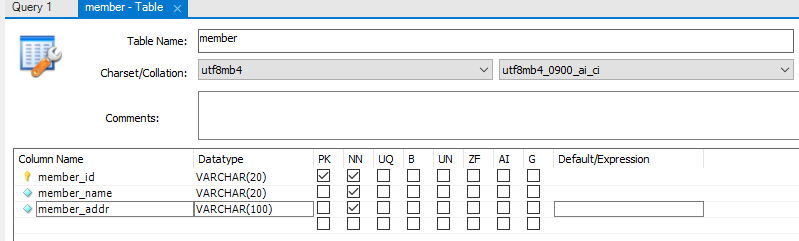 Query 1 member - Table ×
Table Name: member
Charset/Collation: utf8mb4 utf8mb4_0900_ai_ci
Comments:
Column Name Datatype PK NN UQ B UN ZF AI G Default/Expression
member_id VARCHAR(20)
member_name VARCHAR(20)
member_addr VARCHAR(100)